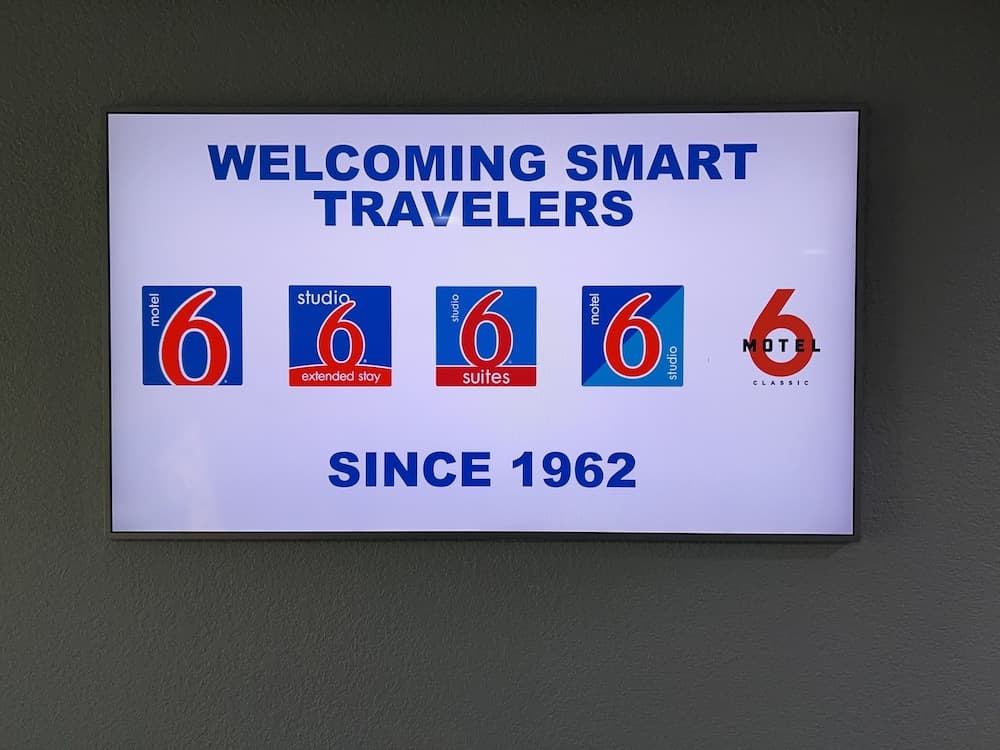 WELCOMING SMART
TRAVELERS
motel 6
studio 6 extended stay
studio 6 suites
motel 6 studio
6 MOTEL CLASSIC
SINCE 1962